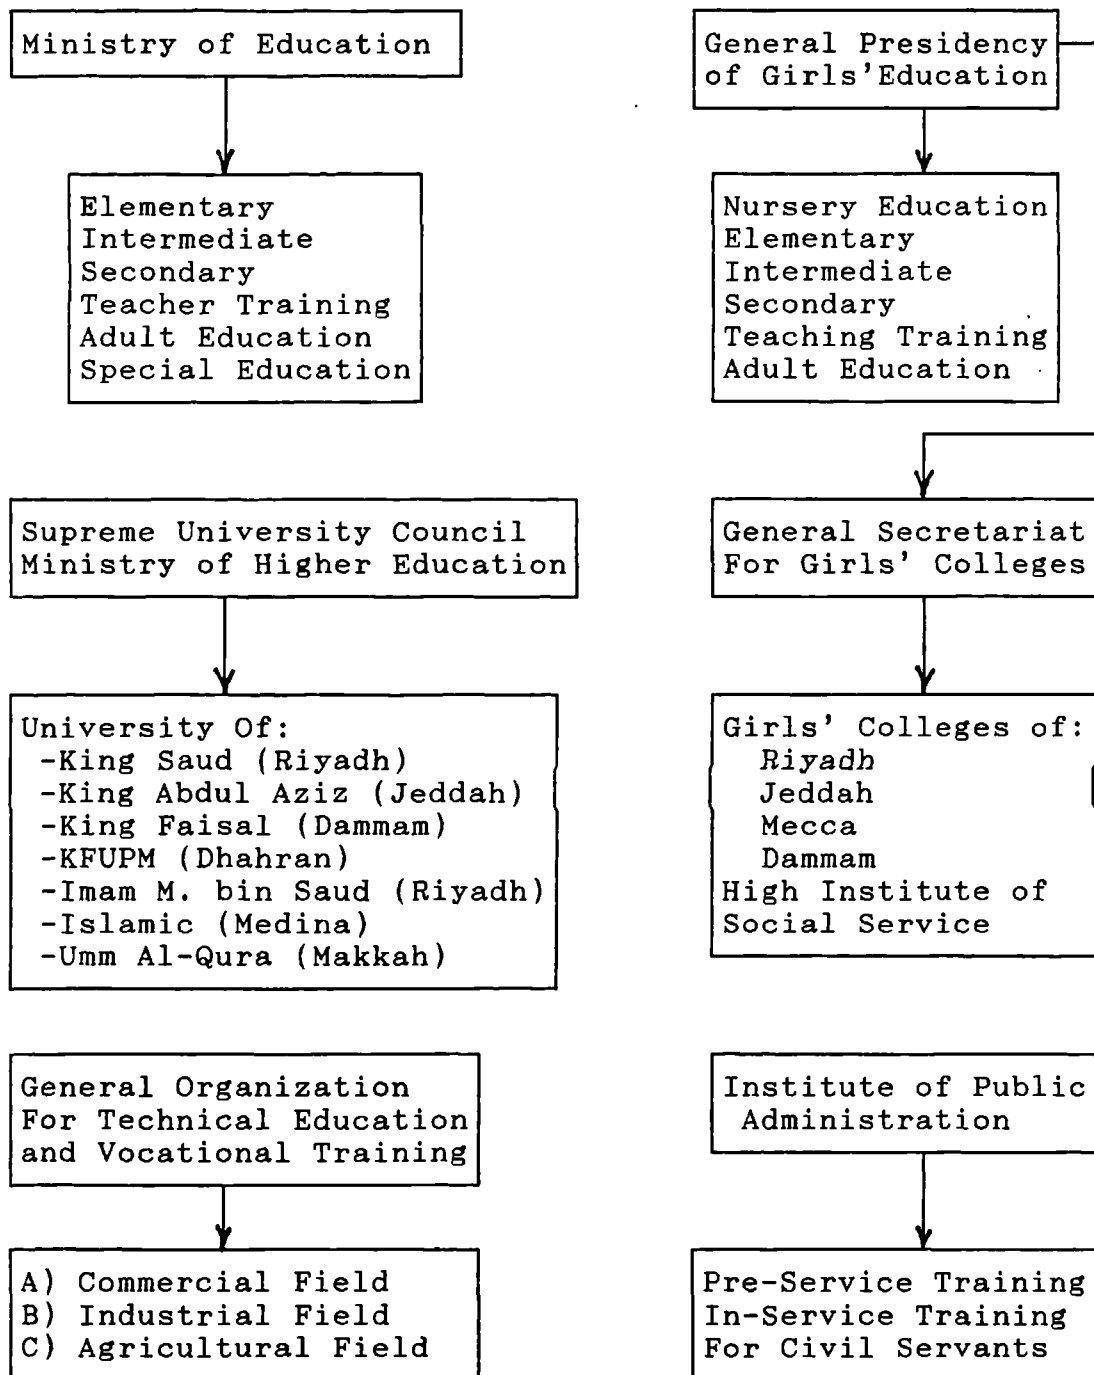 Ministry of Education
General Presidency
of Girls'Education
Elementary
Intermediate
Secondary
Teacher Training
Adult Education
Special Education
Nursery Education
Elementary
Intermediate
Secondary
Teaching Training
Adult Education
Supreme University Council
Ministry of Higher Education
General Secretariat
For Girls' Colleges
University Of:
-King Saud (Riyadh)
-King Abdul Aziz (Jeddah)
-King Faisal (Dammam)
-KFUPM (Dhahran)
-Imam M. bin Saud (Riyadh)
-Islamic (Medina)
-Umm Al-Qura (Makkah)
Girls' Colleges of:
Riyadh
Jeddah
Mecca
Dammam
High Institute of
Social Service
General Organization
For Technical Education
and Vocational Training
Institute of Public
Administration
A) Commercial Field
B) Industrial Field
C) Agricultural Field
Pre-Service Training
In-Service Training
For Civil Servants